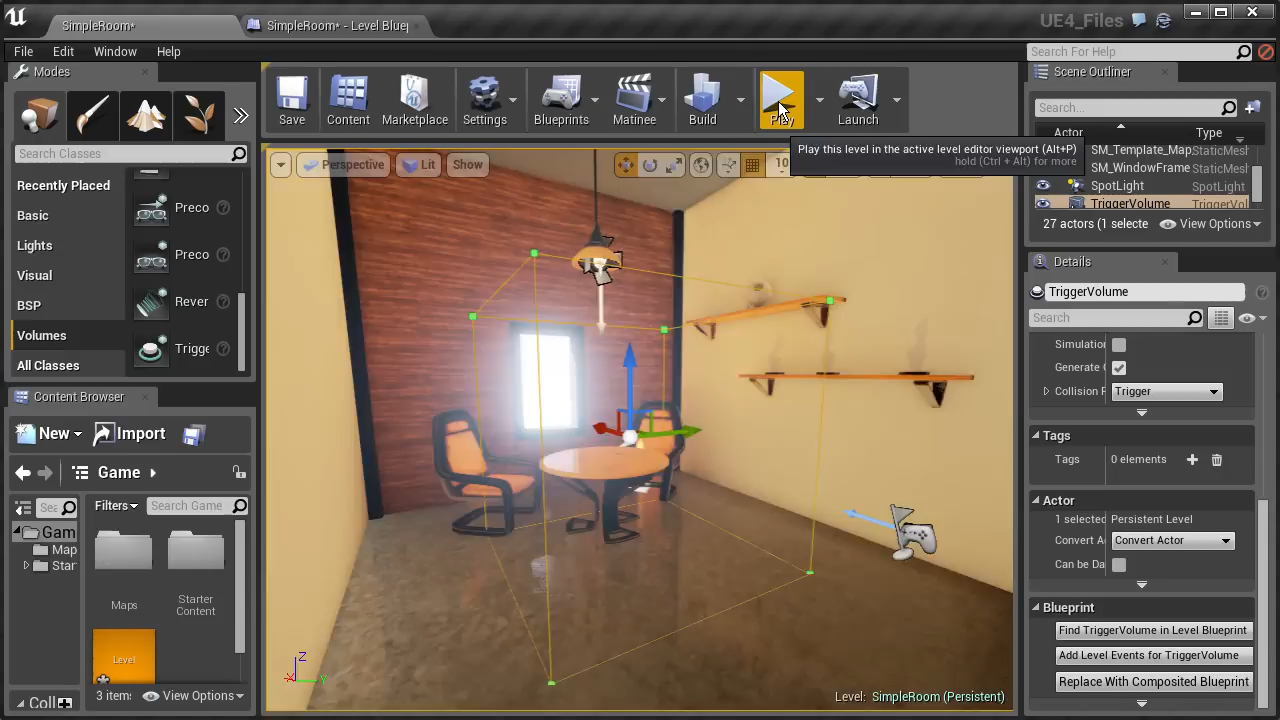 SimpleRoom*
SimpleRoom* - Level Bluep
UE4_Files
File
Edit
Window
Help
Search For Help
Modes
Search Classes
Recently Placed
Basic
Lights
Visual
BSP
Volumes
All Classes
Preco
Preco
Rever
Trigge
Save
Content
Marketplace
Settings
Blueprints
Matinee
Build
Play
Launch
Play this level in the active level editor viewport (Alt+P)
hold (Ctrl + Alt) for more
Perspective
Lit
Show
10
Scene Outliner
Search...
Actor
Type
SM_Template_Map StaticMesh
SM_WindowFrame StaticMesh
SpotLight
SpotLight
TriggerVolume
TriggerVol
27 actors (1 selecte
View Options
Details
TriggerVolume
Search
Simulation
Generate
Collision P
Trigger
Tags
Tags
0 elements
Actor
1 selected
Persistent Level
Convert A
Convert Actor
Can be Da
Blueprint
Find TriggerVolume in Level Blueprint
Add Level Events for TriggerVolume
Replace With Composited Blueprint
Content Browser
New
Import
Game
Sea
Filters
Search Game
Gam
Map
Star
Maps
Starter
Content
Level
Coll
3 item:
View Options
Z
X
Y
Level: SimpleRoom (Persistent)